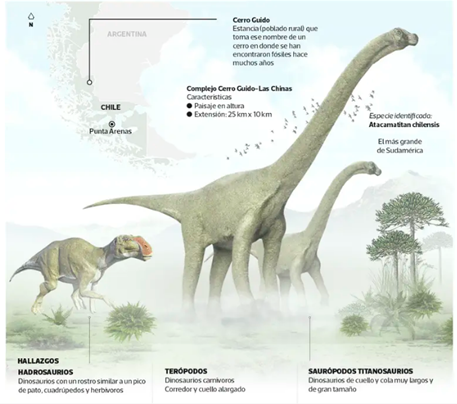 N
Cerro Guido
Estancia (poblado rural) que
toma ese nombre de un
cerro en donde se han
encontrado fósiles hace
muchos años
ARGENTINA
Complejo Cerro Guido-Las Chinas
Características
● Paisaje en altura
● Extensión: 25 km x 10 km
CHILE
Punta Arenas
Especie identificada:
Atacamatitan chilensis
El más grande
de Sudamérica
HALLAZGOS
HADROSAURIOS
Dinosaurios con un rostro similar a un pico
de pato, cuadrúpedos y herbívoros
TERÓPODOS
Dinosaurios carnívoros
Corredor y cuello alargado
SAURÓPODOS TITANOSAURIOS
Dinosaurios de cuello y cola muy largos y
de gran tamaño